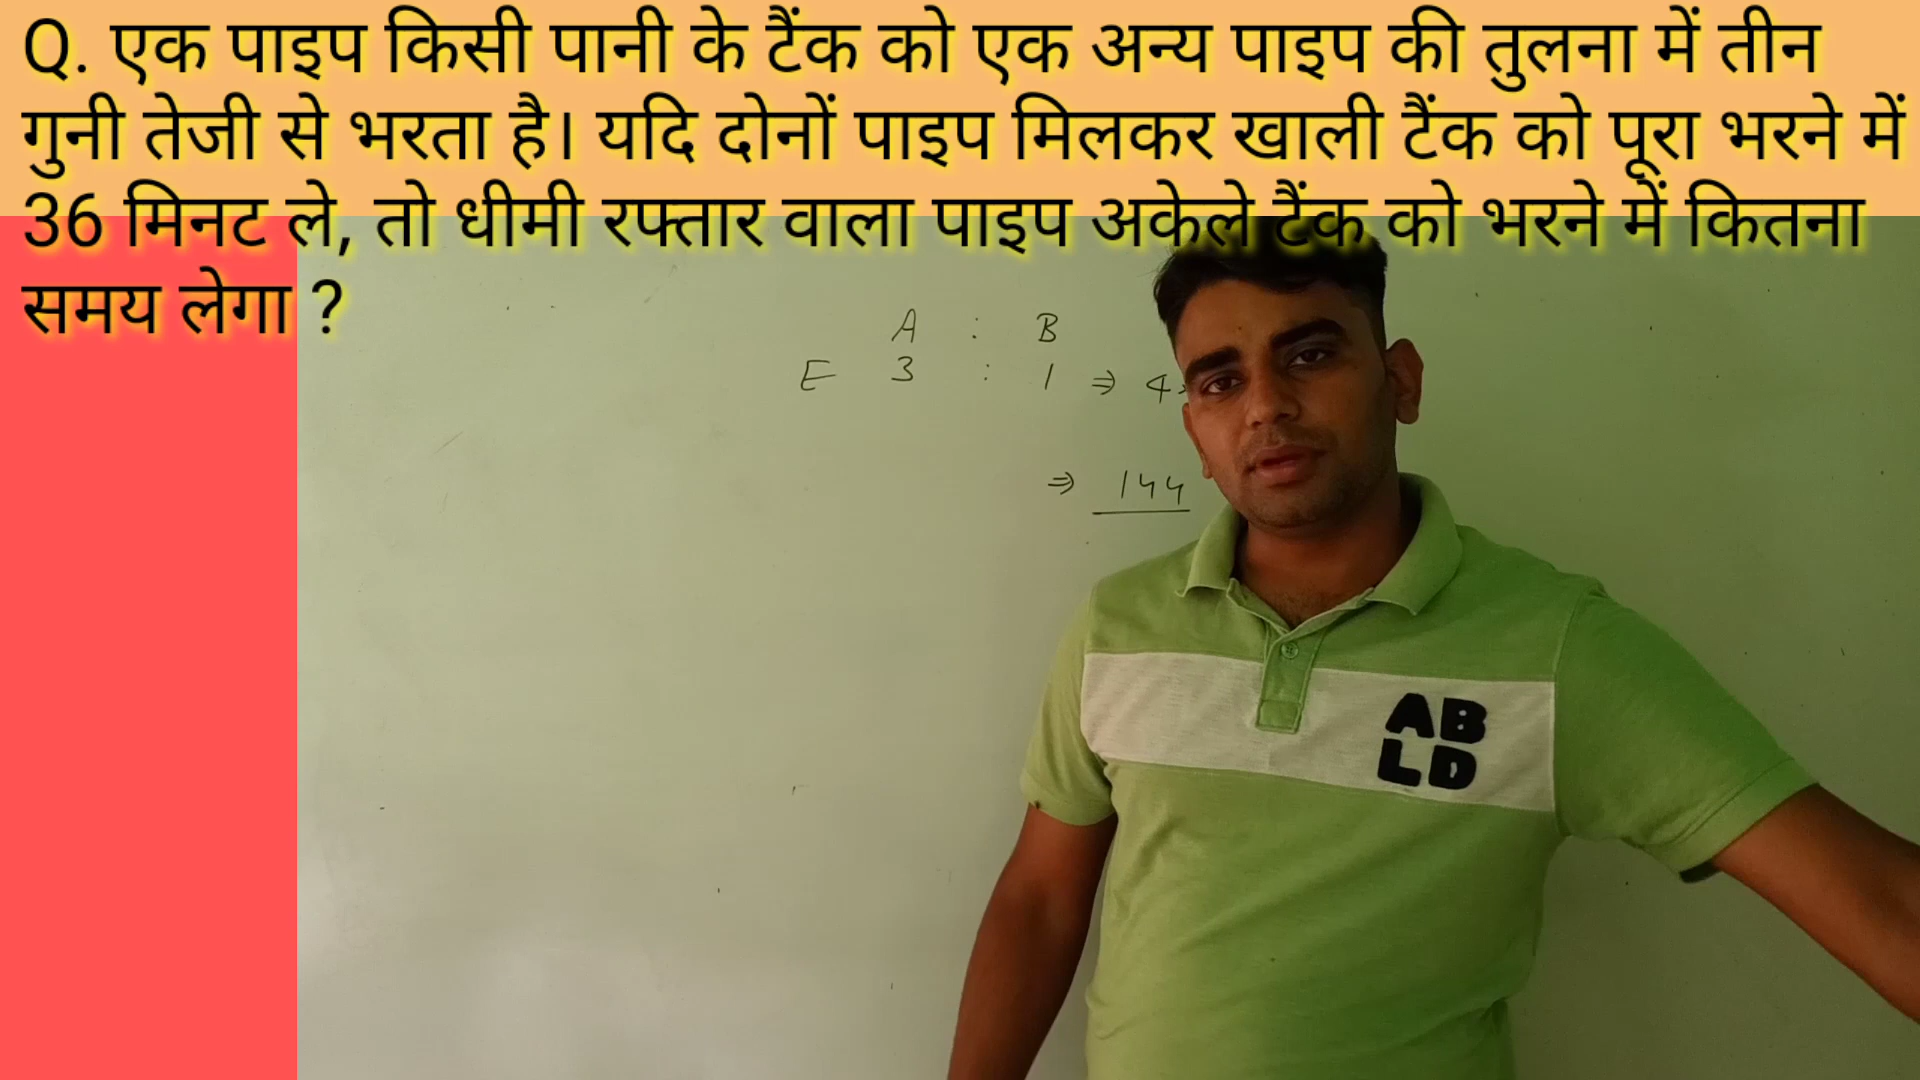 Q. एक पाइप किसी पानी के टैंक को एक अन्य पाइप की तुलना में तीन
गुनी तेजी से भरता है। यदि दोनों पाइप मिलकर खाली टैंक को पूरा भरने में
36 मिनट ले, तो धीमी रफ्तार वाला पाइप अकेले टैंक को भरने में कितना
समय लेगा ?
A : B
E 3 : 1 ⇒ 4
⇒ 144
AB
LD